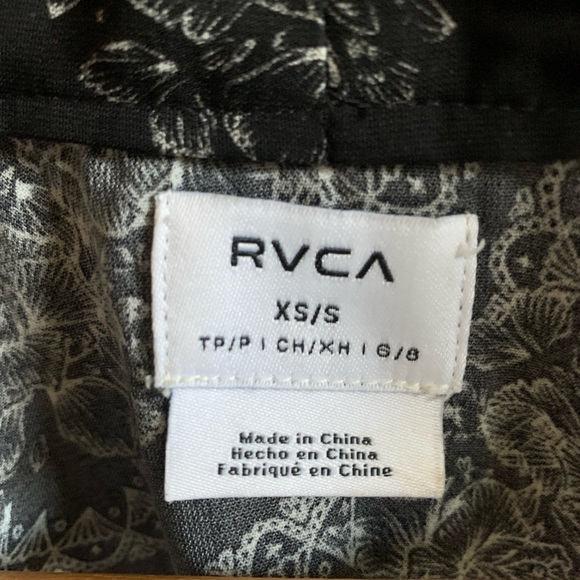 RVCA
XS/S
TP/P | CH/XH | 6/8
Made in China
Hecho en China
Fabriqué en Chine